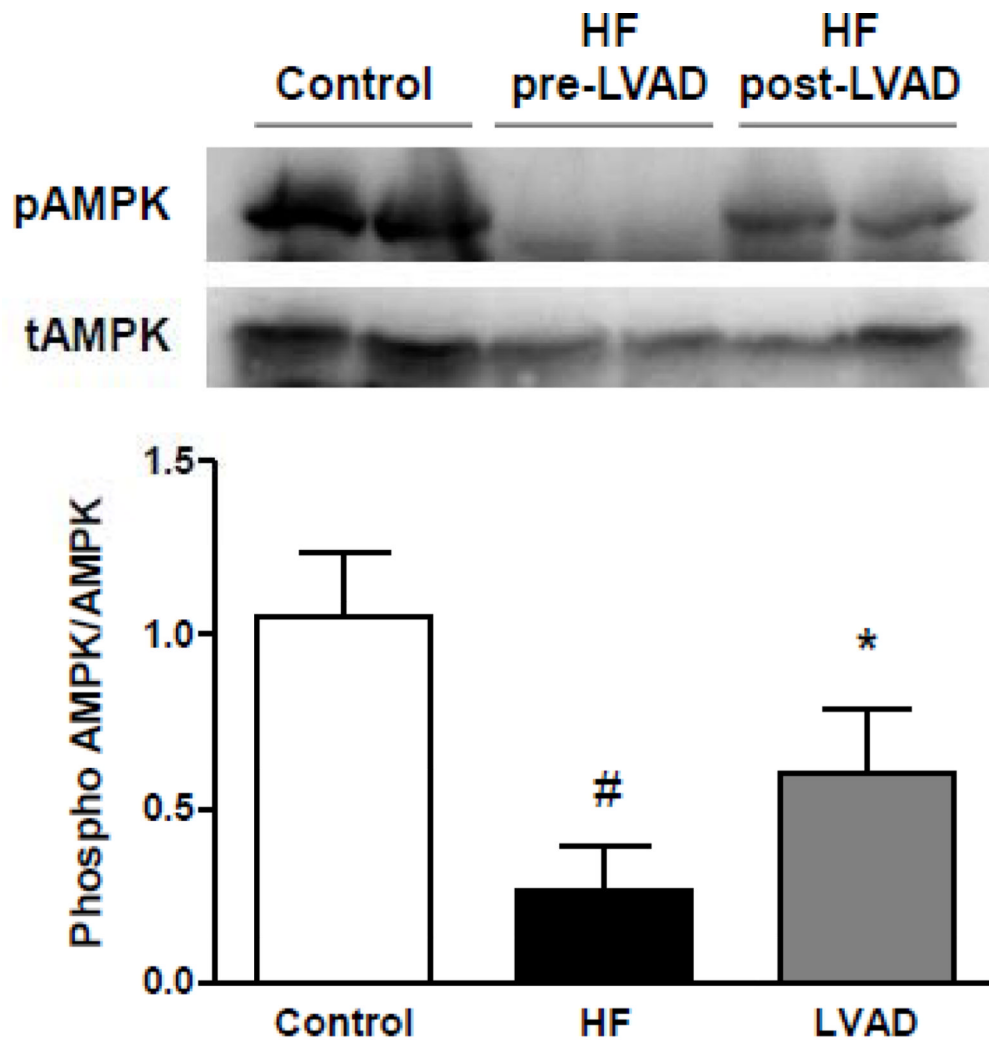 Control
HF
pre-LVAD
HF
post-LVAD
pAMPK
tAMPK
Phospho AMPK/AMPK
1.5
1.0
0.5
0.0
#
*
Control HF LVAD